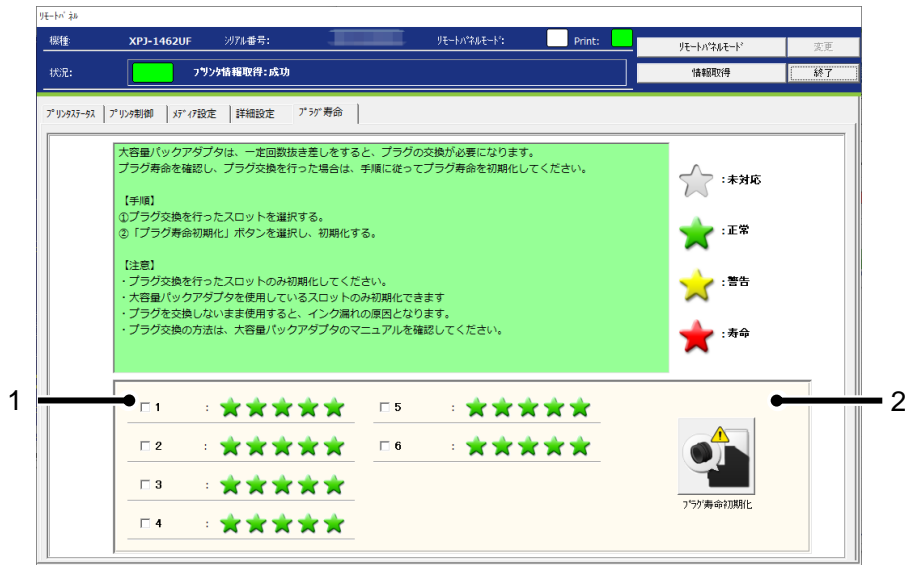 ﾘﾓｰﾄﾊﾟﾈﾙ
機種: XPJ-1462UF ｼﾘｱﾙ番号: ﾘﾓｰﾄﾊﾟﾈﾙﾓｰﾄﾞ: Print:
ﾘﾓｰﾄﾊﾟﾈﾙﾓｰﾄﾞ 変更
状況: ﾌﾟﾘﾝﾀ情報取得:成功
情報取得 終了
ﾌﾟﾘﾝﾀｽﾃｰﾀｽ ﾌﾟﾘﾝﾀ制御 ﾒﾃﾞｨｱ設定 詳細設定 ﾌﾟﾗｸﾞ寿命
大容量パックアダプタは、一定回数抜き差しをすると、プラグの交換が必要になります。
プラグ寿命を確認し、プラグ交換を行った場合は、手順に従ってプラグ寿命を初期化してください。
【手順】
①プラグ交換を行ったスロットを選択する。
②「プラグ寿命初期化」ボタンを選択し、初期化する。
【注意】
・プラグ交換を行ったスロットのみ初期化してください。
・大容量パックアダプタを使用しているスロットのみ初期化できます
・プラグを交換しないまま使用すると、インク漏れの原因となります。
・プラグ交換の方法は、大容量パックアダプタのマニュアルを確認してください。
:未対応
:正常
:警告
:寿命
1
2
1 :
5 :
2 :
6 :
3 :
4 :
ﾌﾟﾗｸﾞ寿命初期化